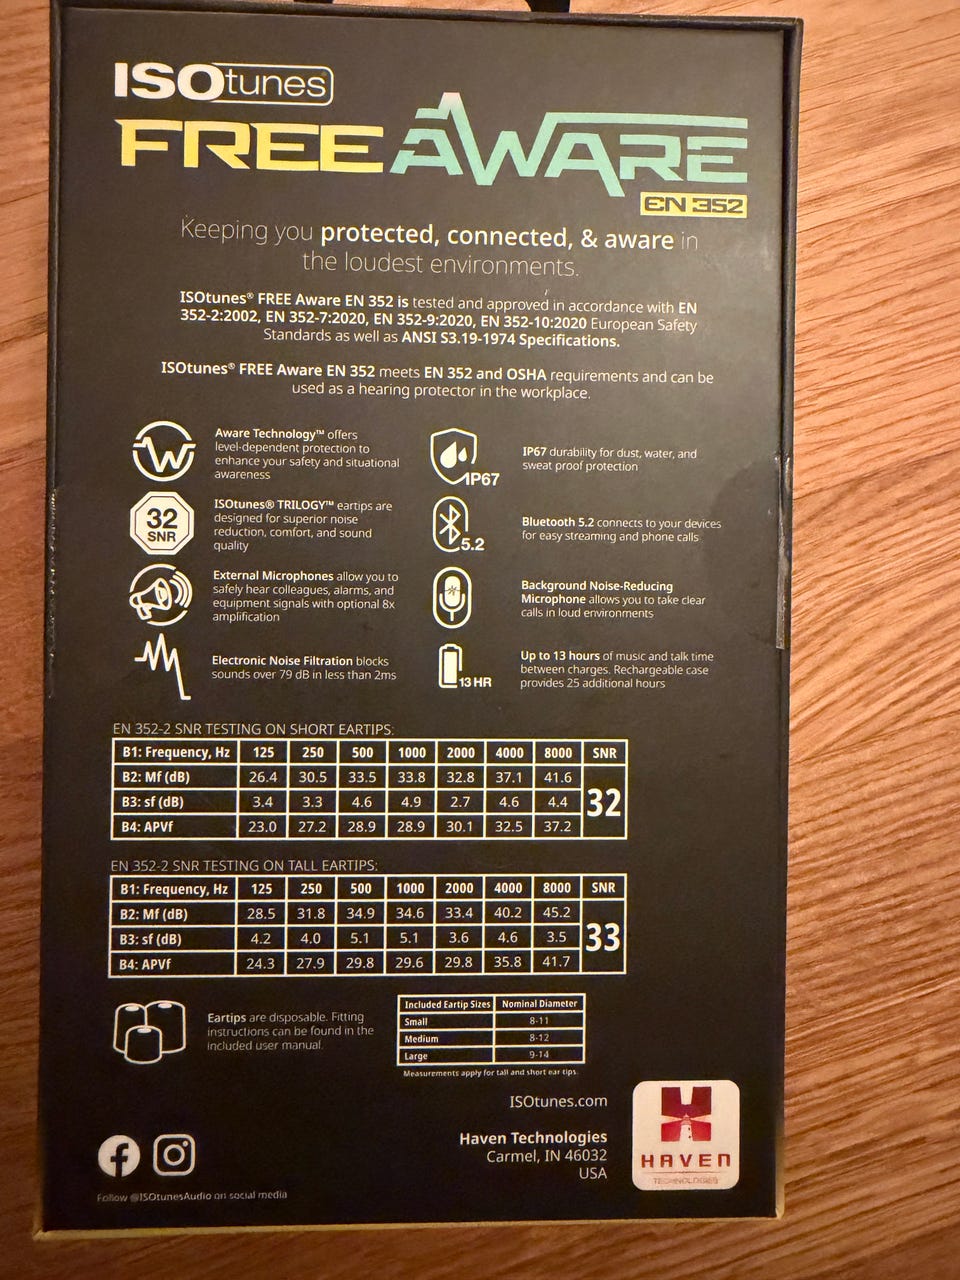 ISOtunes
FREE AWARE
EN 352
Keeping you protected, connected, & aware in
the loudest environments.
ISOtunes® FREE Aware EN 352 is tested and approved in accordance with EN
352-2:2002, EN 352-7:2020, EN 352-9:2020, EN 352-10:2020 European Safety
Standards as well as ANSI S3.19-1974 Specifications.
ISOtunes® FREE Aware EN 352 meets EN 352 and OSHA requirements and can be
used as a hearing protector in the workplace.
Aware Technology™ offers
level-dependent protection to
enhance your safety and situational
awareness
32
SNR
ISOtunes® TRILOGY™ eartips are
designed for superior noise
reduction, comfort, and sound
quality
External Microphones allow you to
safely hear colleagues, alarms, and
equipment signals with optional 8x
amplification
Electronic Noise Filtration blocks
sounds over 79 dB in less than 2ms
IP67
IP67 durability for dust, water, and
sweat proof protection
5.2
Bluetooth 5.2 connects to your devices
for easy streaming and phone calls
Background Noise-Reducing
Microphone allows you to take clear
calls in loud environments
13 HR
Up to 13 hours of music and talk time
between charges. Rechargeable case
provides 25 additional hours
EN 352-2 SNR TESTING ON SHORT EARTIPS:
B1: Frequency, Hz 125 250 500 1000 2000 4000 8000 SNR
B2: Mf (dB) 26.4 30.5 33.5 33.8 32.8 37.1 41.6
B3: sf (dB) 3.4 3.3 4.6 4.9 2.7 4.6 4.4 32
B4: APVf 23.0 27.2 28.9 28.9 30.1 32.5 37.2
EN 352-2 SNR TESTING ON TALL EARTIPS:
B1: Frequency, Hz 125 250 500 1000 2000 4000 8000 SNR
B2: Mf (dB) 28.5 31.8 34.9 34.6 33.4 40.2 45.2
B3: sf (dB) 4.2 4.0 5.1 5.1 3.6 4.6 3.5 33
B4: APVf 24.3 27.9 29.8 29.6 29.8 35.8 41.7
Eartips are disposable. Fitting
instructions can be found in the
included user manual.
Included Eartip Sizes Nominal Diameter
Small 8-11
Medium 8-12
Large 9-14
Measurements apply for tall and short ear tips.
ISOtunes.com
Haven Technologies
Carmel, IN 46032
USA
HAVEN
TECHNOLOGIES
Follow @ISOtunesAudio on social media